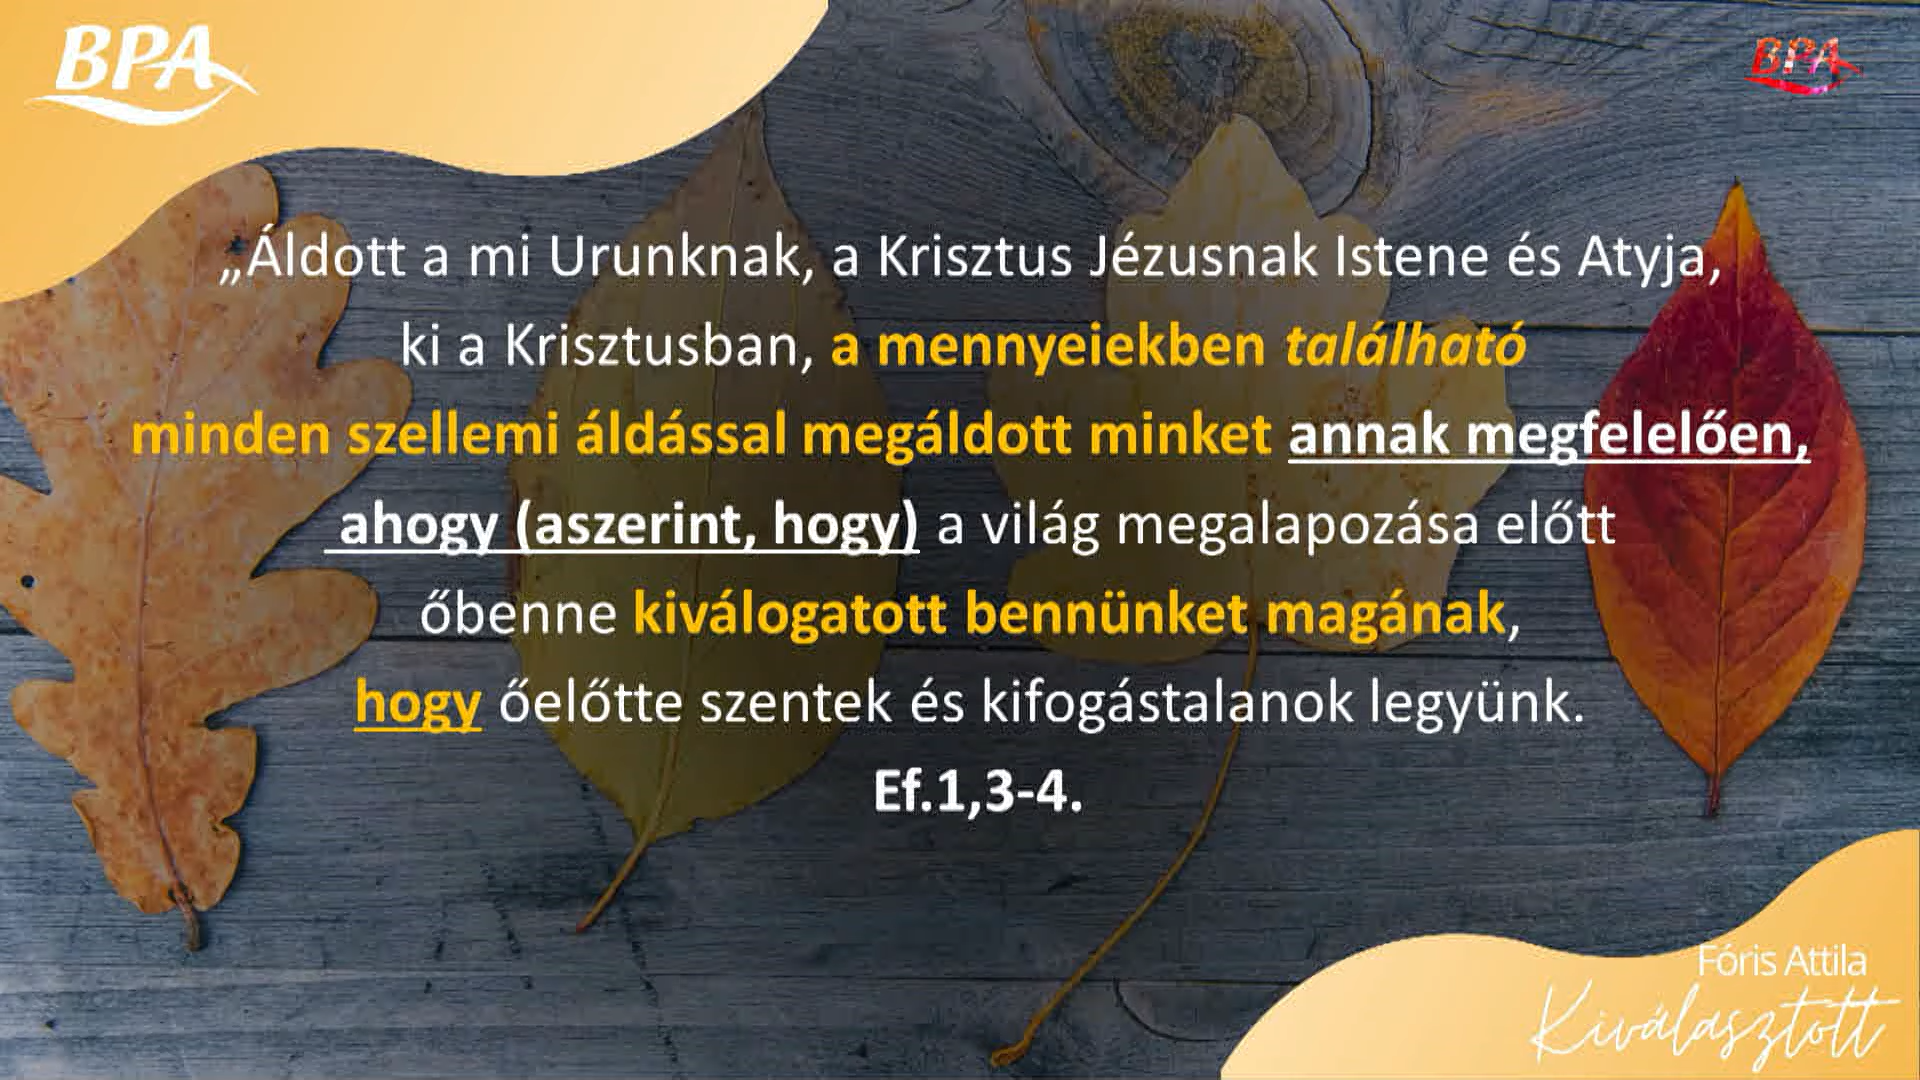 BPA
BPA
„Áldott a mi Urunknak, a Krisztus Jézusnak Istene és Atyja,
ki a Krisztusban, a mennyeiekben található
minden szellemi áldással megáldott minket annak megfelelően,
ahogy (aszerint, hogy) a világ megalapozása előtt
őbenne kiválogatott bennünket magának,
hogy őelőtte szentek és kifogástalanok legyünk.
Ef.1,3-4.
Fóris Attila
Kiválasztott